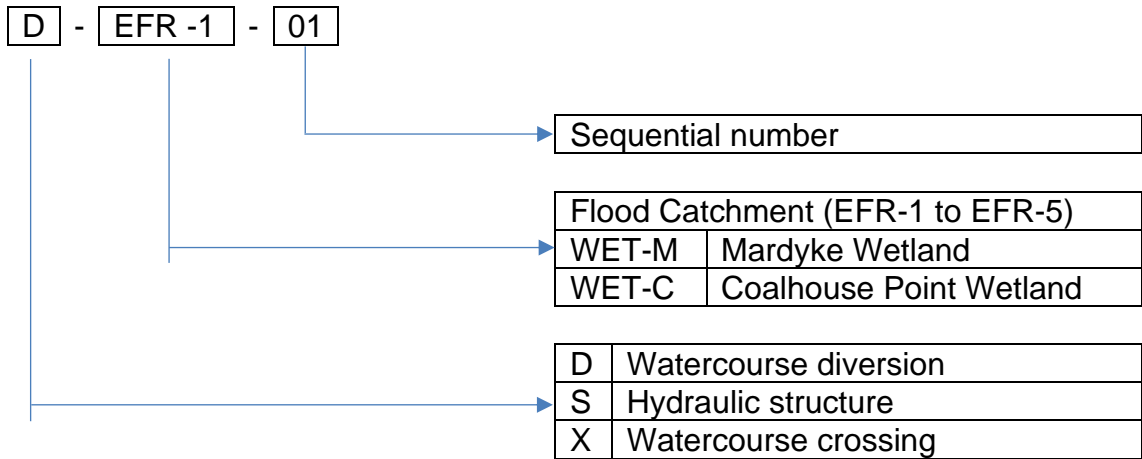 D - EFR -1 - 01
Sequential number
Flood Catchment (EFR-1 to EFR-5)
WET-M Mardyke Wetland
WET-C Coalhouse Point Wetland
D Watercourse diversion
S Hydraulic structure
X Watercourse crossing